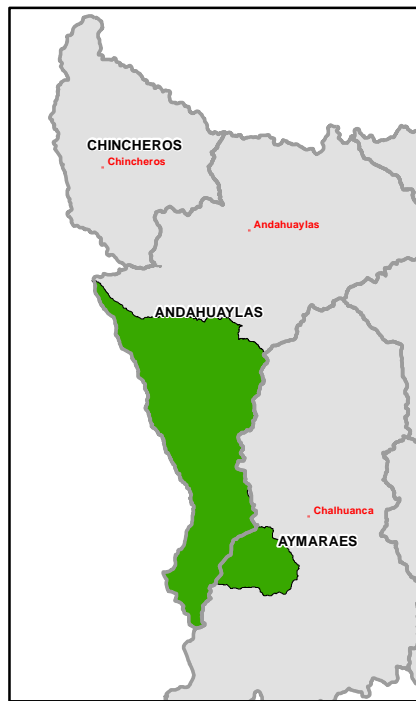 CHINCHEROS
Chincheros
Andahuaylas
ANDAHUAYLAS
Chalhuanca
AYMARAES